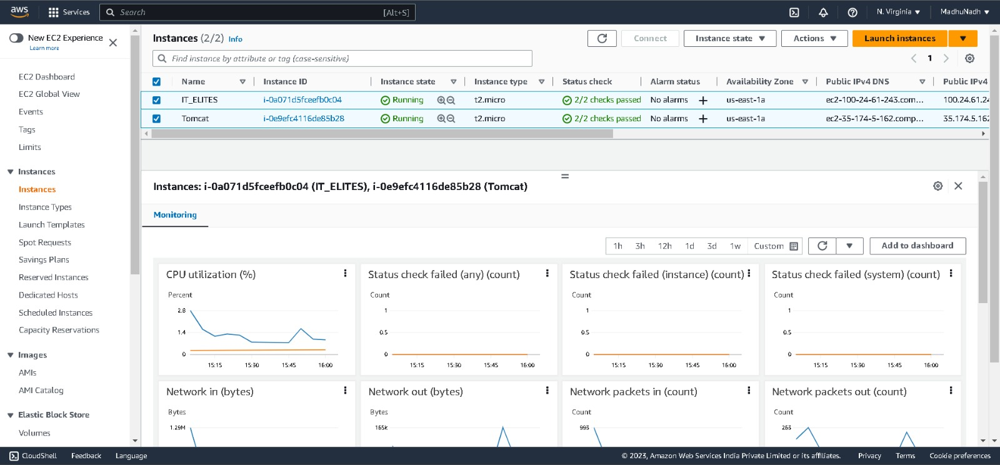 aws Services Search [Alt+S] N. Virginia MadhuNadh
New EC2 Experience
Learn more
EC2 Dashboard
EC2 Global View
Events
Tags
Limits
Instances
Instances
Instance Types
Launch Templates
Spot Requests
Savings Plans
Reserved Instances
Dedicated Hosts
Scheduled Instances
Capacity Reservations
Images
AMIs
AMI Catalog
Elastic Block Store
Volumes
Instances (2/2) Info Connect Instance state Actions Launch instances
Find instance by attribute or tag (case-sensitive) 1
Name Instance ID Instance state Instance type Status check Alarm status Availability Zone Public IPv4 DNS Public IPv4
IT_ELITES i-0a071d5fceefb0c04 Running t2.micro 2/2 checks passed No alarms us-east-1a ec2-100-24-61-243.com... 100.24.61.24
Tomcat i-0e9efc4116de85b28 Running t2.micro 2/2 checks passed No alarms us-east-1a ec2-35-174-5-162.comp... 35.174.5.162
Instances: i-0a071d5fceefb0c04 (IT_ELITES), i-0e9efc4116de85b28 (Tomcat)
Monitoring
1h 3h 12h 1d 3d 1w Custom Add to dashboard
CPU utilization (%)
Percent
2.8
1.4
0
15:15 15:30 15:45 16:00
Status check failed (any) (count)
Count
1
0.5
0
15:15 15:30 15:45 16:00
Status check failed (instance) (count)
Count
1
0.5
0
15:15 15:30 15:45 16:00
Status check failed (system) (count)
Count
1
0.5
0
15:15 15:30 15:45 16:00
Network in (bytes)
Bytes
1.29M
Network out (bytes)
Bytes
165k
Network packets in (count)
Count
993
Network packets out (count)
Count
263
CloudShell Feedback Language © 2023, Amazon Web Services India Private Limited or its affiliates. Privacy Terms Cookie preferences